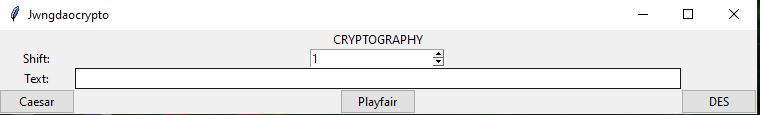 Jwngdaocrypto
CRYPTOGRAPHY
Shift: 1
Text:
Caesar Playfair DES